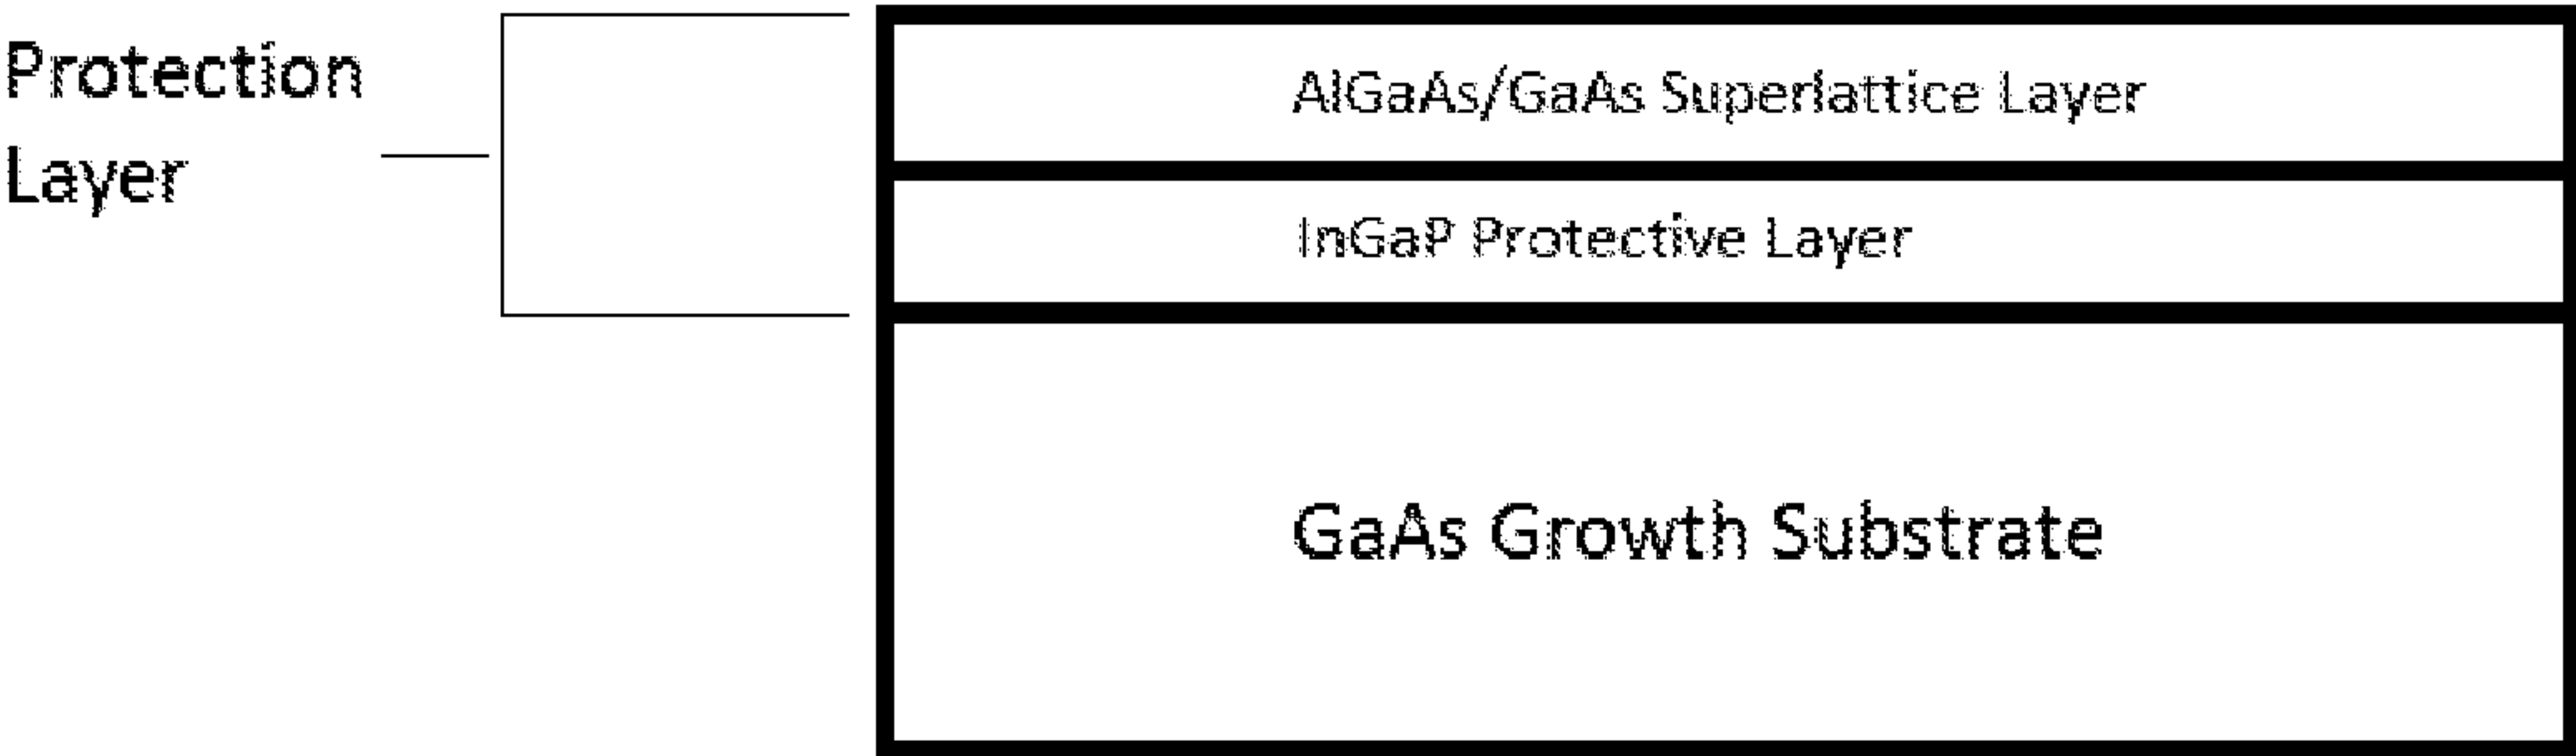 Protection
Layer
AlGaAs/GaAs Superlattice Layer
InGaP Protective Layer
GaAs Growth Substrate